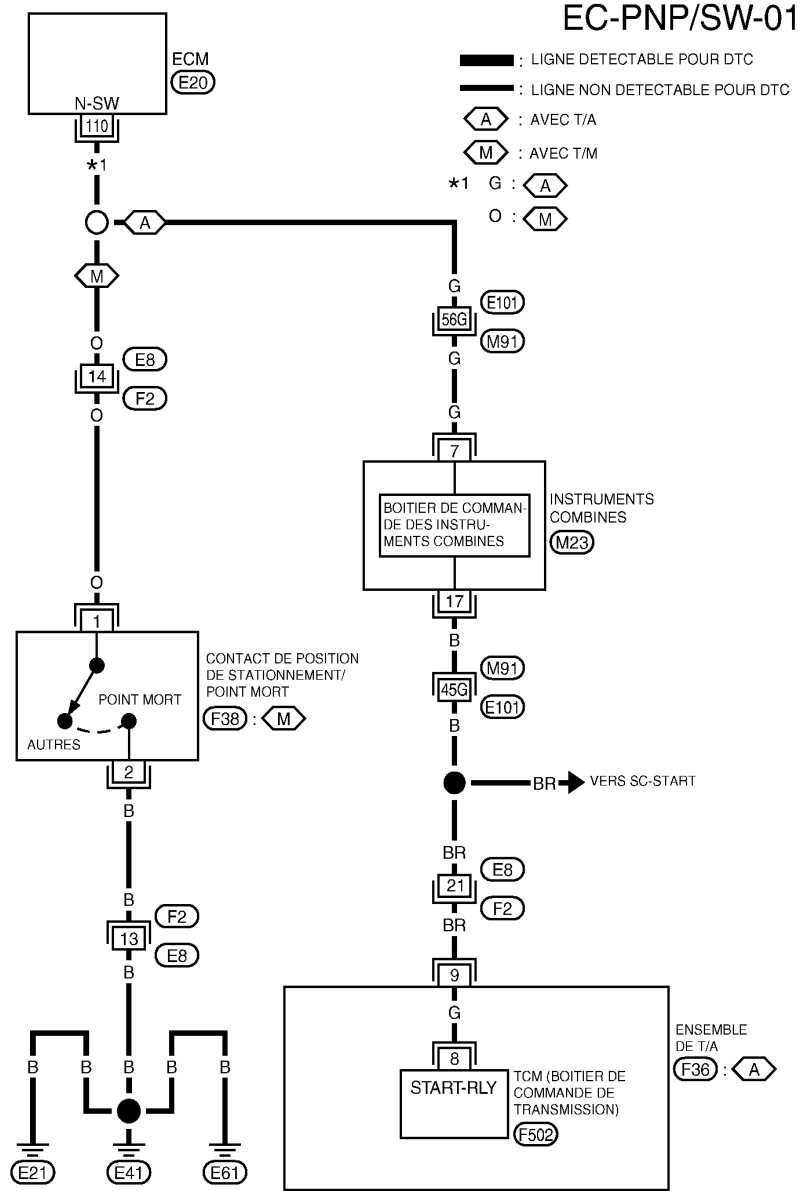 EC-PNP/SW-01
ECM
E20
N-SW
110
*1
: LIGNE DETECTABLE POUR DTC
: LIGNE NON DETECTABLE POUR DTC
A : AVEC T/A
M : AVEC T/M
*1 G : A
O : M
A
M
G
56G
E101
M91
G
O
14
E8
F2
O
G
7
BOITIER DE COMMAN-
DE DES INSTRU-
MENTS COMBINES
INSTRUMENTS
COMBINES
M23
17
O
1
POINT MORT
AUTRES
CONTACT DE POSITION
DE STATIONNEMENT/
POINT MORT
F38 : M
2
B
45G
M91
E101
B
BR
VERS SC-START
B
B
13
F2
E8
B
BR
21
E8
F2
BR
9
G
8
START-RLY
TCM (BOITIER DE
COMMANDE DE
TRANSMISSION)
F502
ENSEMBLE
DE T/A
F36 : A
B
B
B
B
B
E21
E41
E61